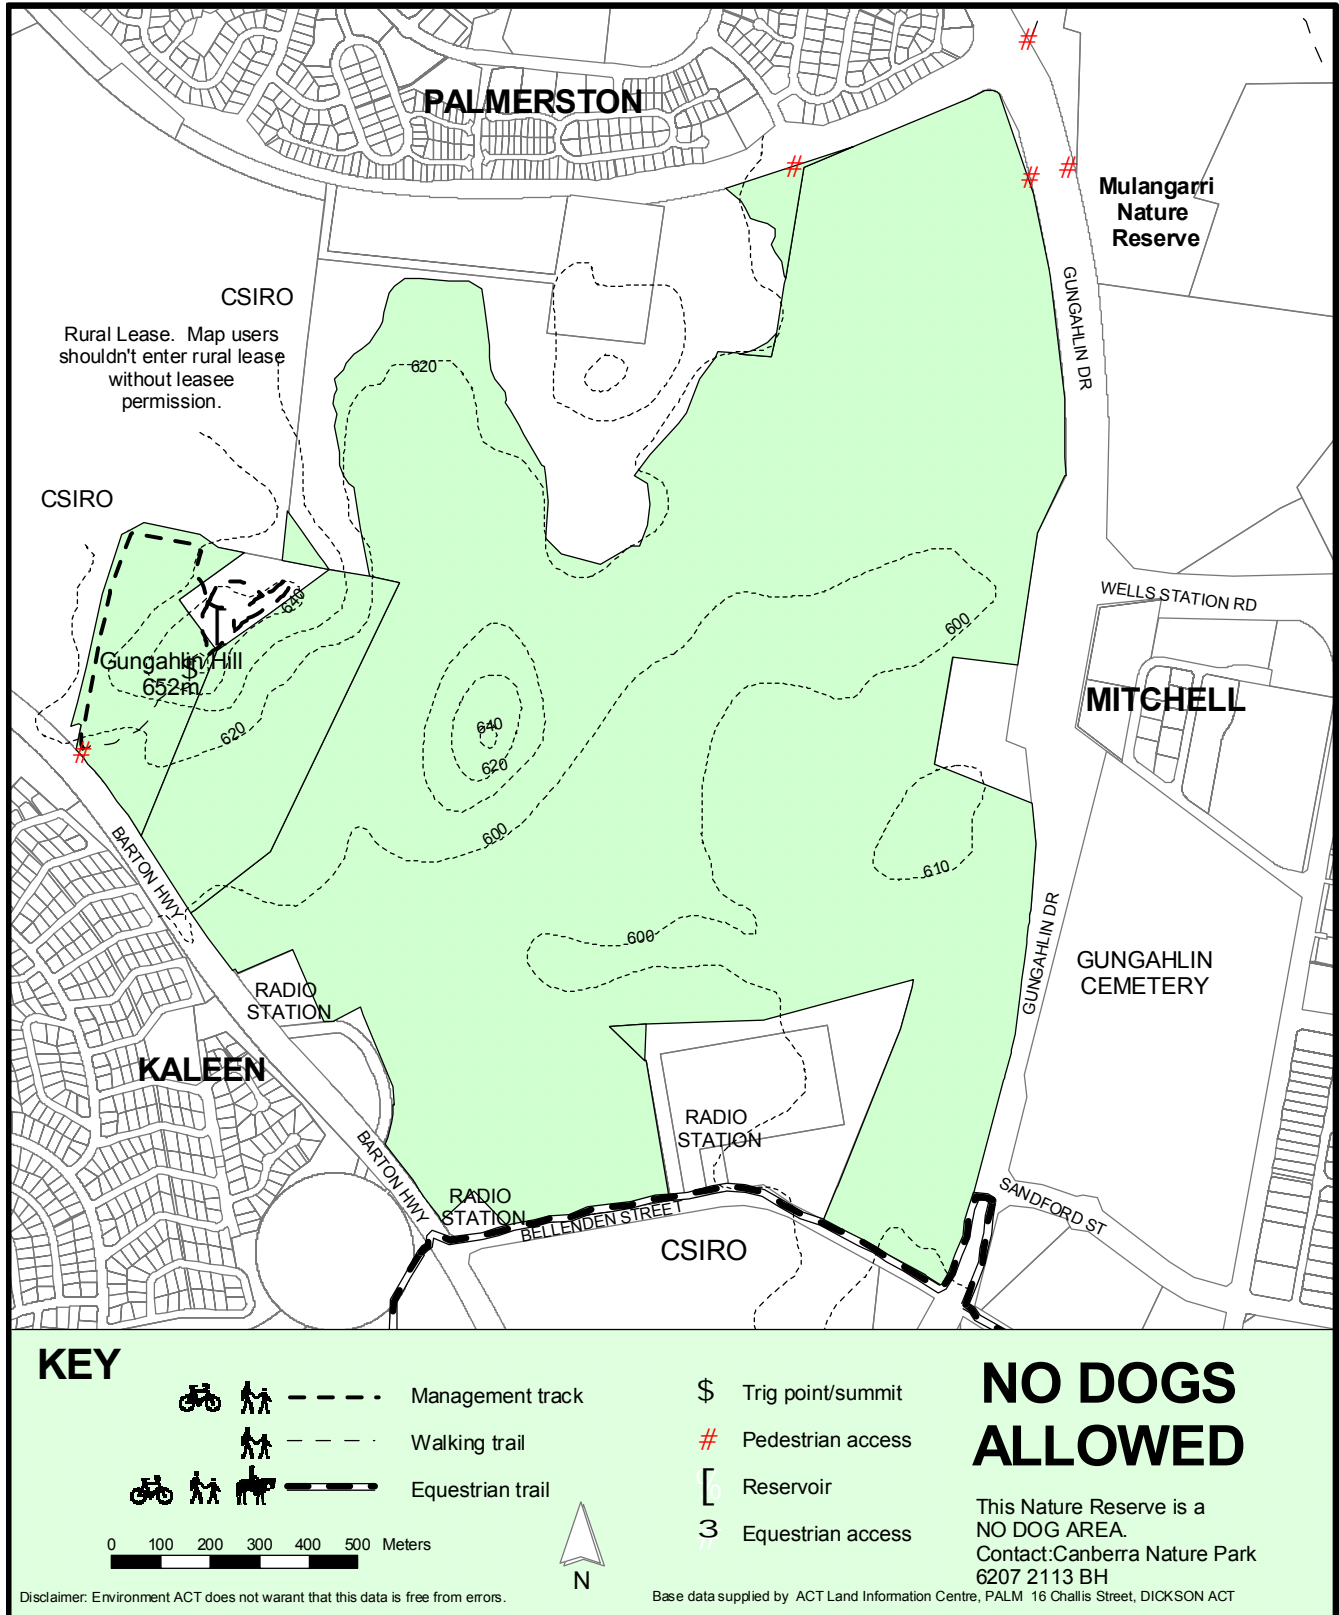 #
PALMERSTON
#
#
#
Mulangarri
Nature
Reserve
CSIRO
GUNGAHLIN DR
Rural Lease. Map users
shouldn't enter rural lease
without leasee
permission.
620
CSIRO
WELLS STATION RD
640
600
Gungahlin Hill
$
652m
MITCHELL
640
620
#
620
600
BARTON HWY
610
600
GUNGAHLIN DR
GUNGAHLIN
CEMETERY
RADIO
STATION
KALEEN
RADIO
STATION
BARTON HWY
RADIO
STATION
SANDFORD ST
BELLENDEN STREET
CSIRO
KEY
Management track
Walking trail
Equestrian trail
0 100 200 300 400 500 Meters
N
$ Trig point/summit
# Pedestrian access
[ Reservoir
3 Equestrian access
NO DOGS
ALLOWED
This Nature Reserve is a
NO DOG AREA.
Contact:Canberra Nature Park
6207 2113 BH
Disclaimer: Environment ACT does not warant that this data is free from errors.
Base data supplied by ACT Land Information Centre, PALM 16 Challis Street, DICKSON ACT